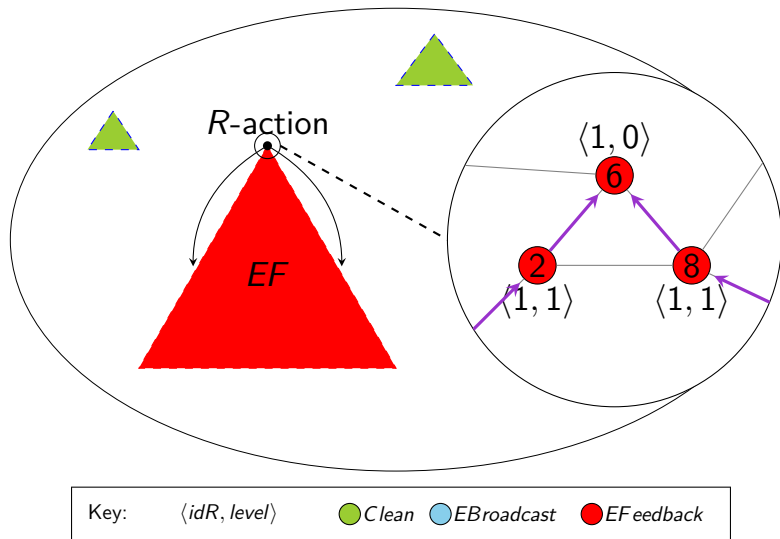 R-action
EF
⟨1, 0⟩
6
2
8
⟨1, 1⟩
⟨1, 1⟩
Key: ⟨idR, level⟩ Clean EBroadcast EFeedback